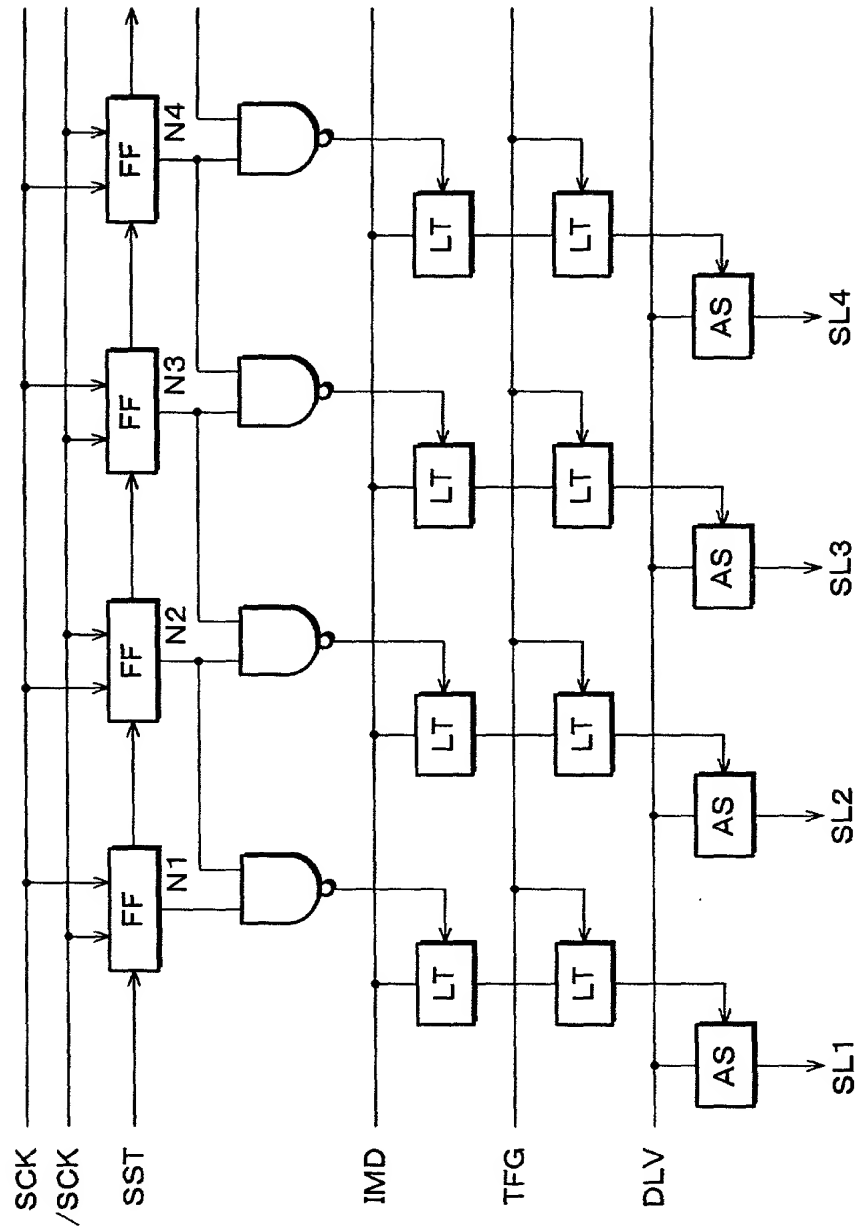 SCK
/SCK
SST
IMD
TFG
DLV
FF
FF
FF
FF
N1
N2
N3
N4
LT
LT
LT
LT
LT
LT
LT
LT
AS
AS
AS
AS
SL1
SL2
SL3
SL4